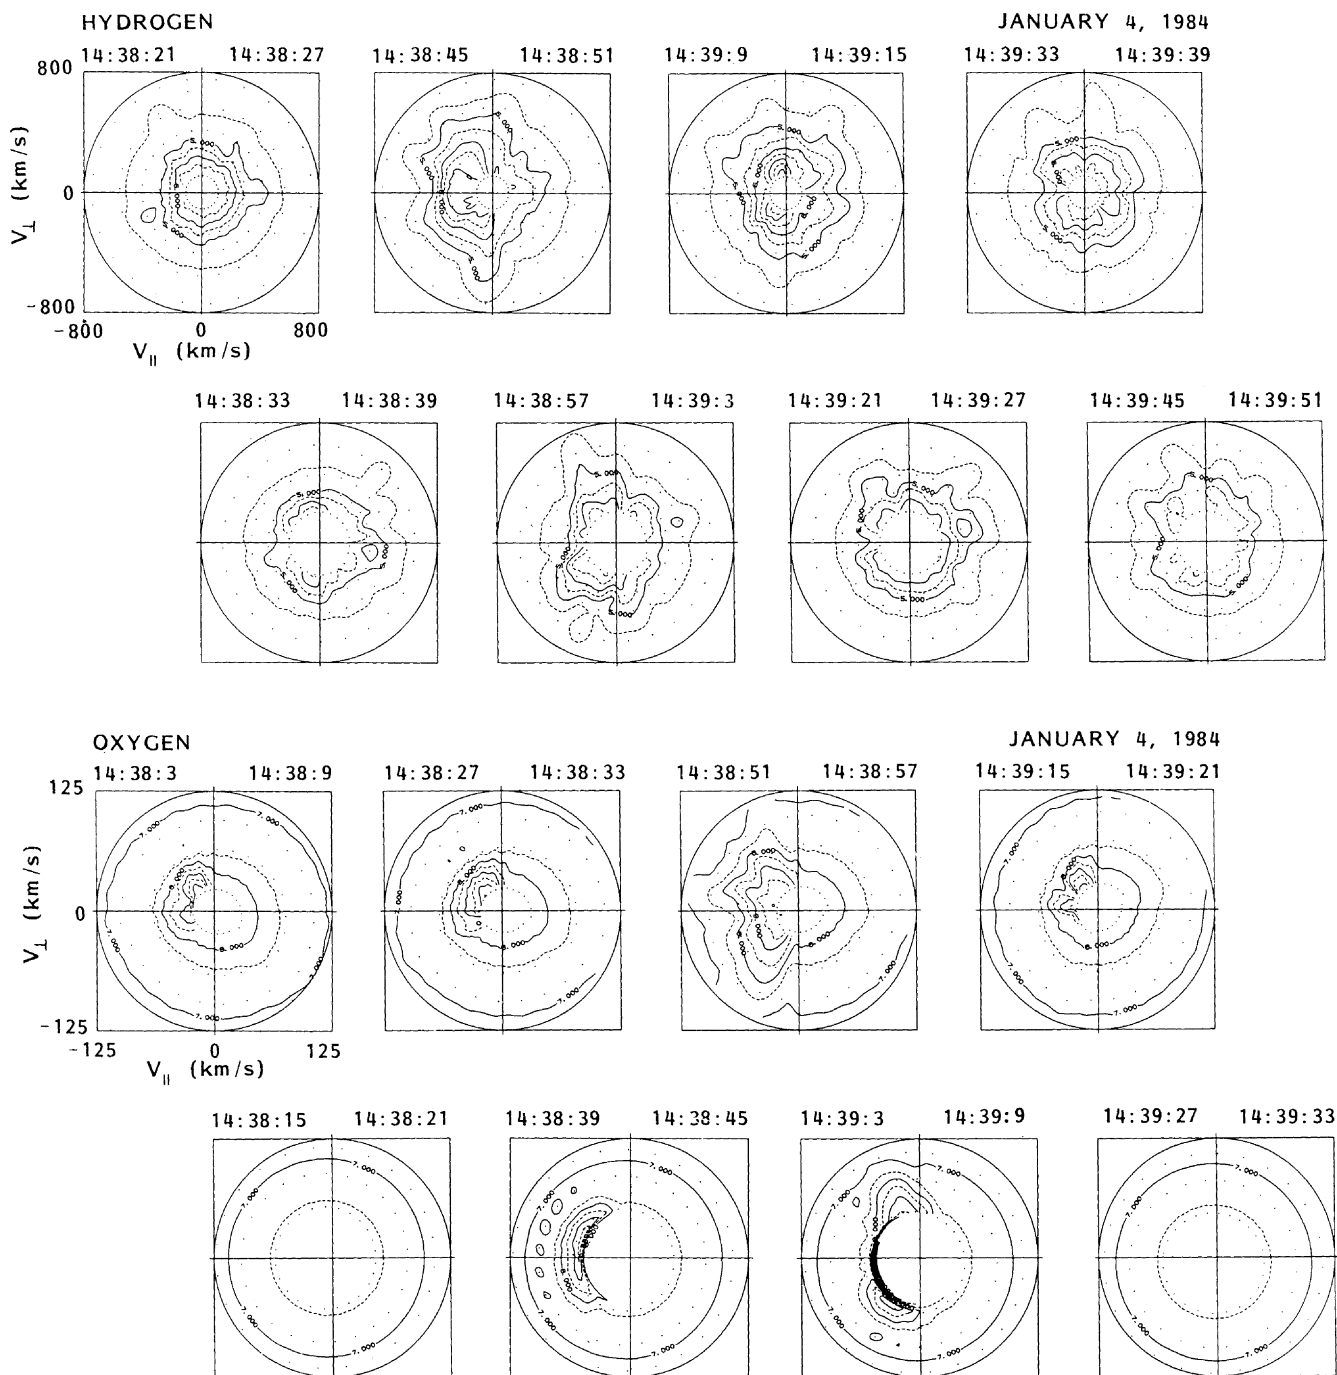 HYDROGEN JANUARY 4, 1984
14:38:21 14:38:27 14:38:45 14:38:51 14:39:9 14:39:15 14:39:33 14:39:39
800
V⊥ (km/s)
0
-800
-800 0 800
V|| (km/s)
14:38:33 14:38:39 14:38:57 14:39:3 14:39:21 14:39:27 14:39:45 14:39:51
OXYGEN JANUARY 4, 1984
14:38:3 14:38:9 14:38:27 14:38:33 14:38:51 14:38:57 14:39:15 14:39:21
125
V⊥ (km/s)
0
-125
-125 0 125
V|| (km/s)
14:38:15 14:38:21 14:38:39 14:38:45 14:39:3 14:39:9 14:39:27 14:39:33